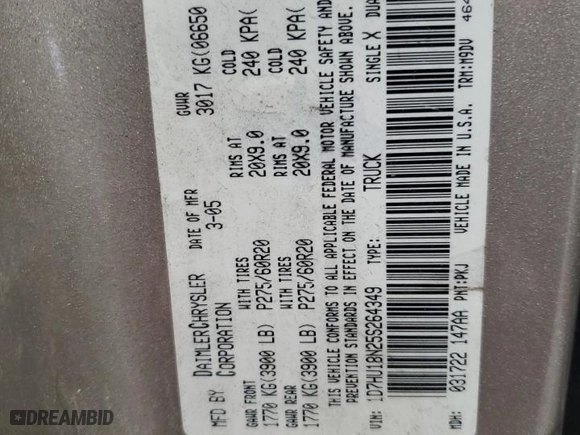 MFD BY DAIMLERCHRYSLER CORPORATION
DATE OF MFR 3-05
GVWR 3017 KG(06650
GAWR FRONT WITH TIRES RIMS AT COLD
1770 KG(3900 LB) P275/60R20 20X9.0 240 KPA(
GAWR REAR WITH TIRES RIMS AT COLD
1770 KG(3900 LB) P275/60R20 20X9.0 240 KPA(
THIS VEHICLE CONFORMS TO ALL APPLICABLE FEDERAL MOTOR VEHICLE SAFETY AND
PREVENTION STANDARDS IN EFFECT ON THE DATE OF MANUFACTURE SHOWN ABOVE.
VIN: 1D7HU18N25S264349 TYPE: TRUCK SINGLE X DUA
MDH: 031722 147AA PNT:PKJ VEHICLE MADE IN U.S.A. TRM:M9DV 464
DREAMBID